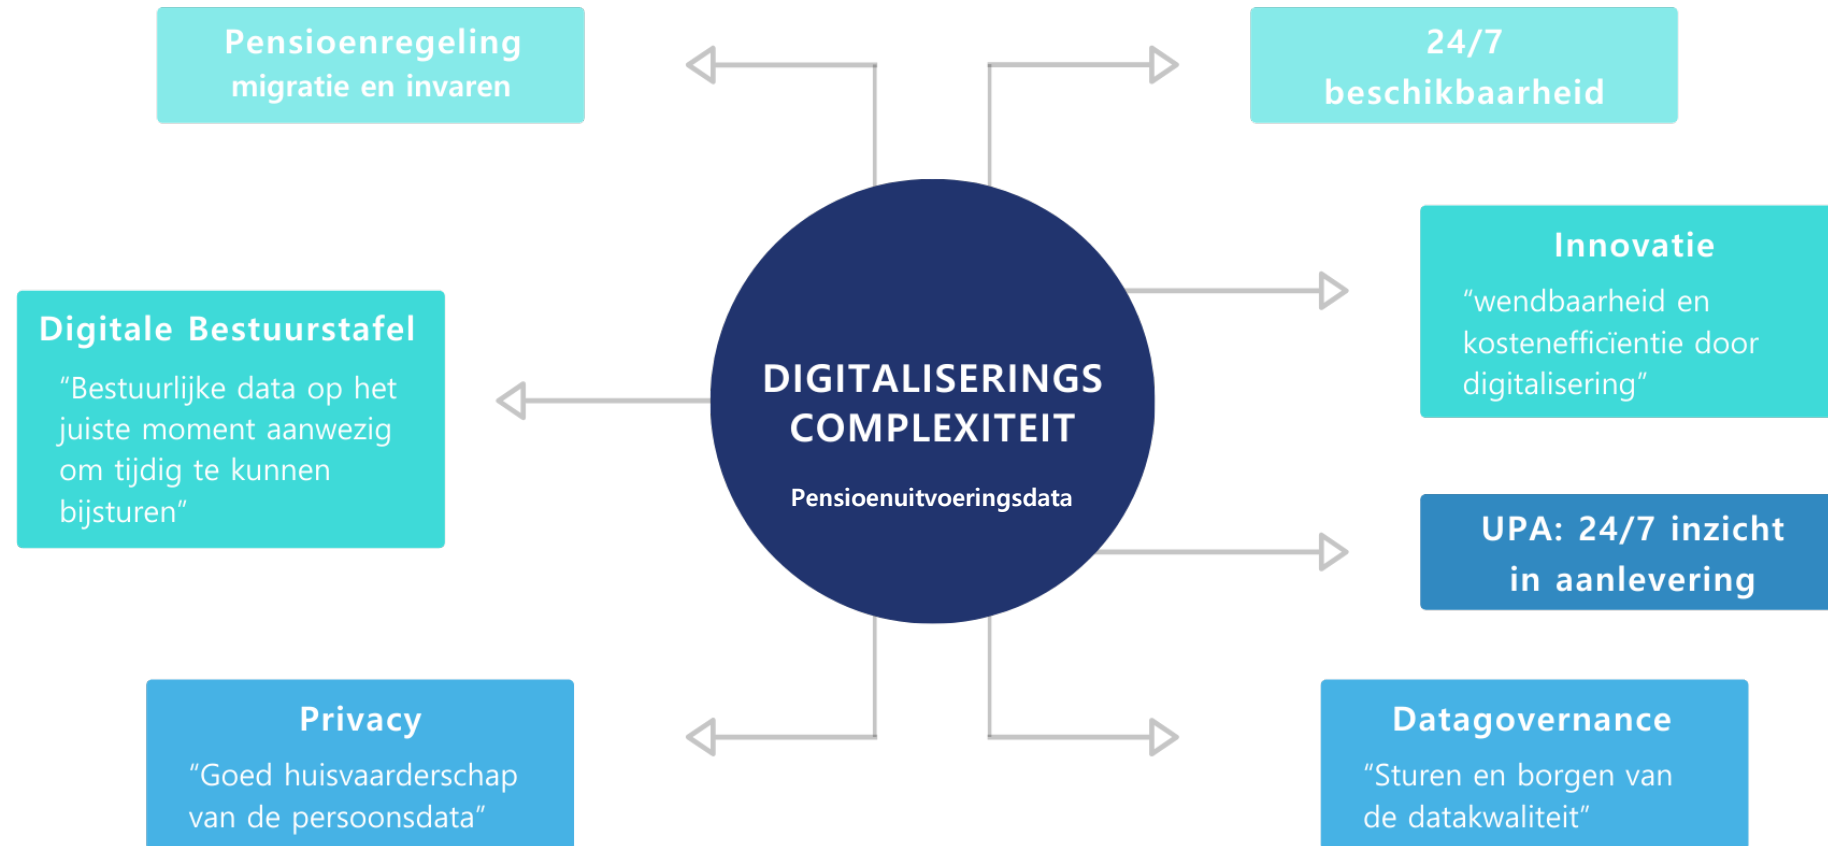 Pensioenregeling
migratie en invaren
24/7
beschikbaarheid
Innovatie
“wendbaarheid en
kostenefficïentie door
digitalisering”
Digitale Bestuurstafel
“Bestuurlijke data op het
juiste moment aanwezig
om tijdig te kunnen
bijsturen”
DIGITALISERINGS
COMPLEXITEIT
Pensioenuitvoeringsdata
UPA: 24/7 inzicht
in aanlevering
Privacy
“Goed huisvaarderschap
van de persoonsdata”
Datagovernance
“Sturen en borgen van
de datakwaliteit”